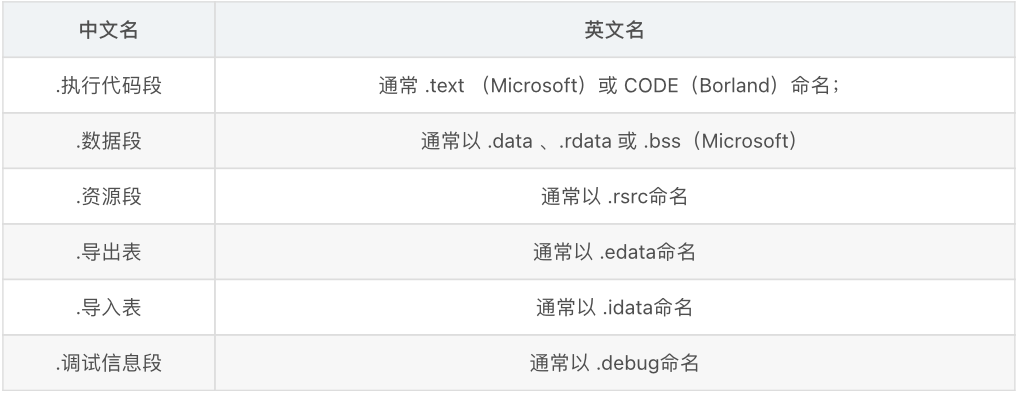 中文名 英文名
.执行代码段 通常 .text （Microsoft）或 CODE（Borland）命名；
.数据段 通常以 .data 、.rdata 或 .bss（Microsoft）
.资源段 通常以 .rsrc命名
.导出表 通常以 .edata命名
.导入表 通常以 .idata命名
.调试信息段 通常以 .debug命名